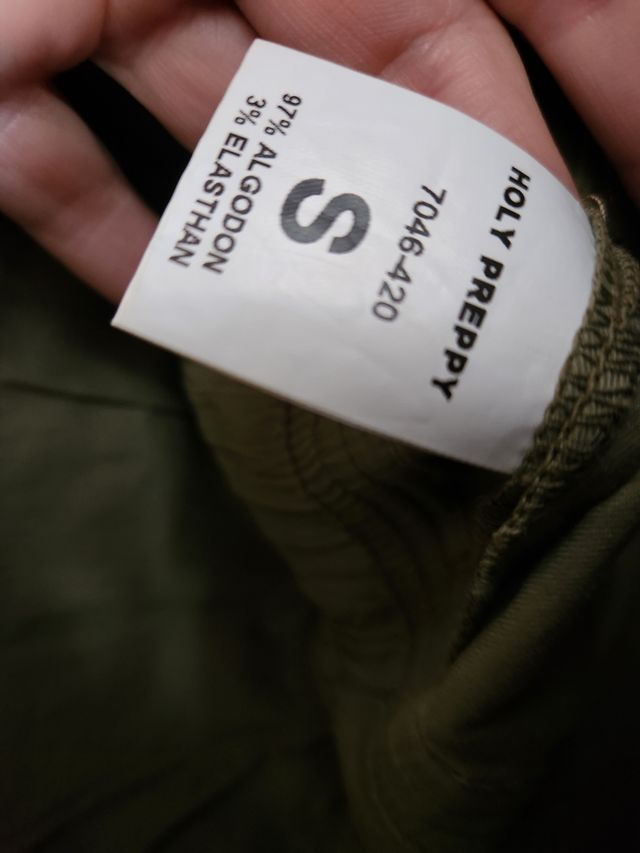 HOLY PREPPY
7046-420
S
97% ALGODON
3% ELASTHAN